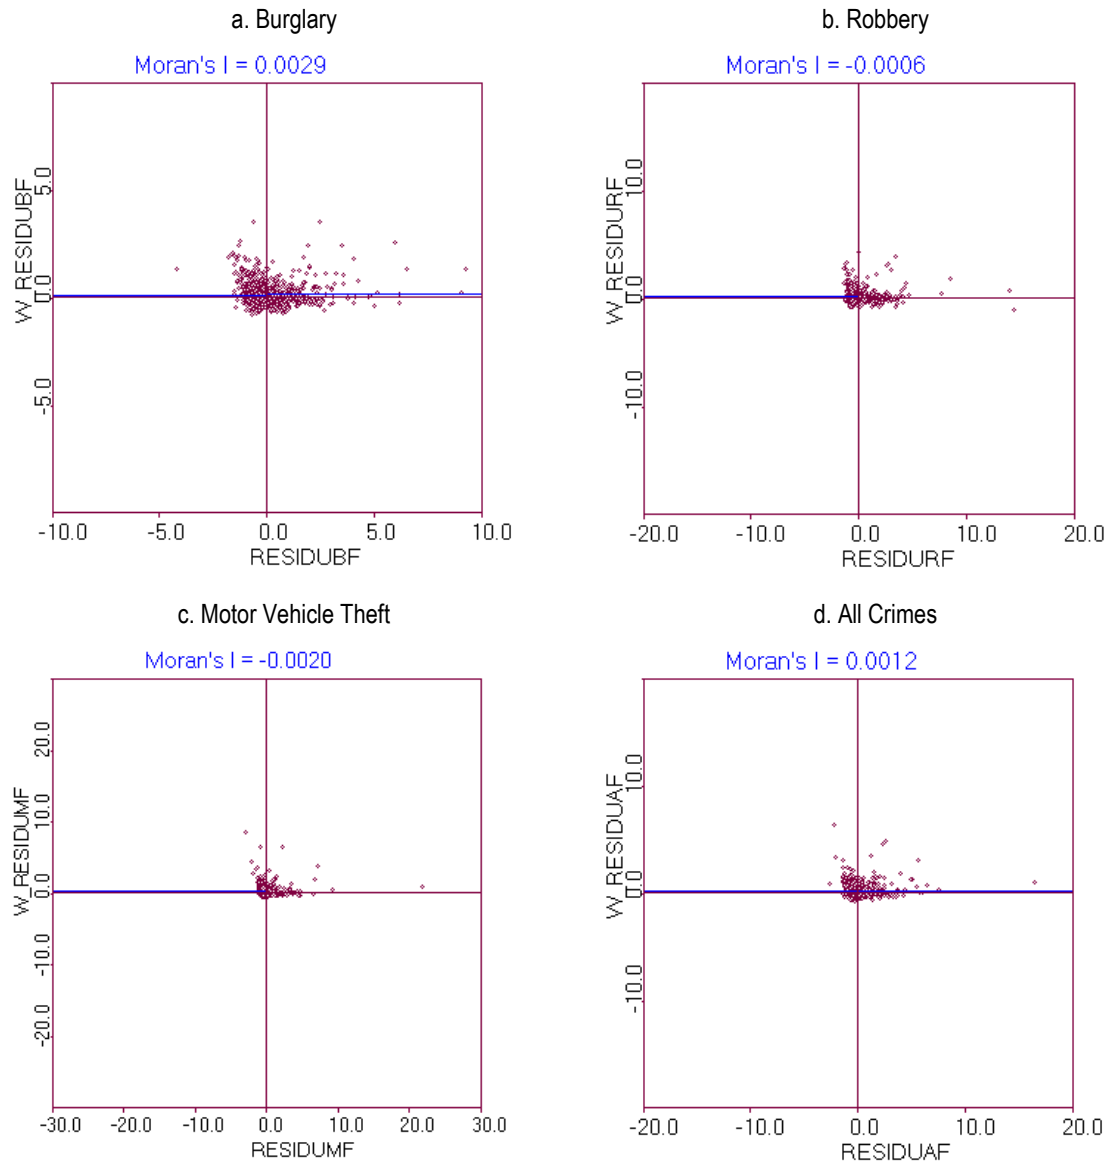 a. Burglary
Moran's I = 0.0029
W_RESIDUBF
5.0
0.0
-5.0
-10.0 -5.0 0.0 5.0 10.0
RESIDUBF
b. Robbery
Moran's I = -0.0006
W_RESIDURF
10.0
0.0
-10.0
-20.0 -10.0 0.0 10.0 20.0
RESIDURF
c. Motor Vehicle Theft
Moran's I = -0.0020
W_RESIDUMF
20.0
10.0
0.0
-10.0
-20.0
-30.0 -20.0 -10.0 0.0 10.0 20.0 30.0
RESIDUMF
d. All Crimes
Moran's I = 0.0012
W_RESIDUAF
10.0
0.0
-10.0
-20.0 -10.0 0.0 10.0 20.0
RESIDUAF